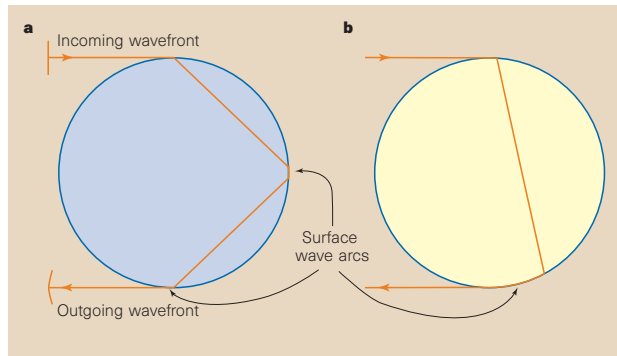 a
Incoming wavefront
b
Surface
wave arcs
Outgoing wavefront